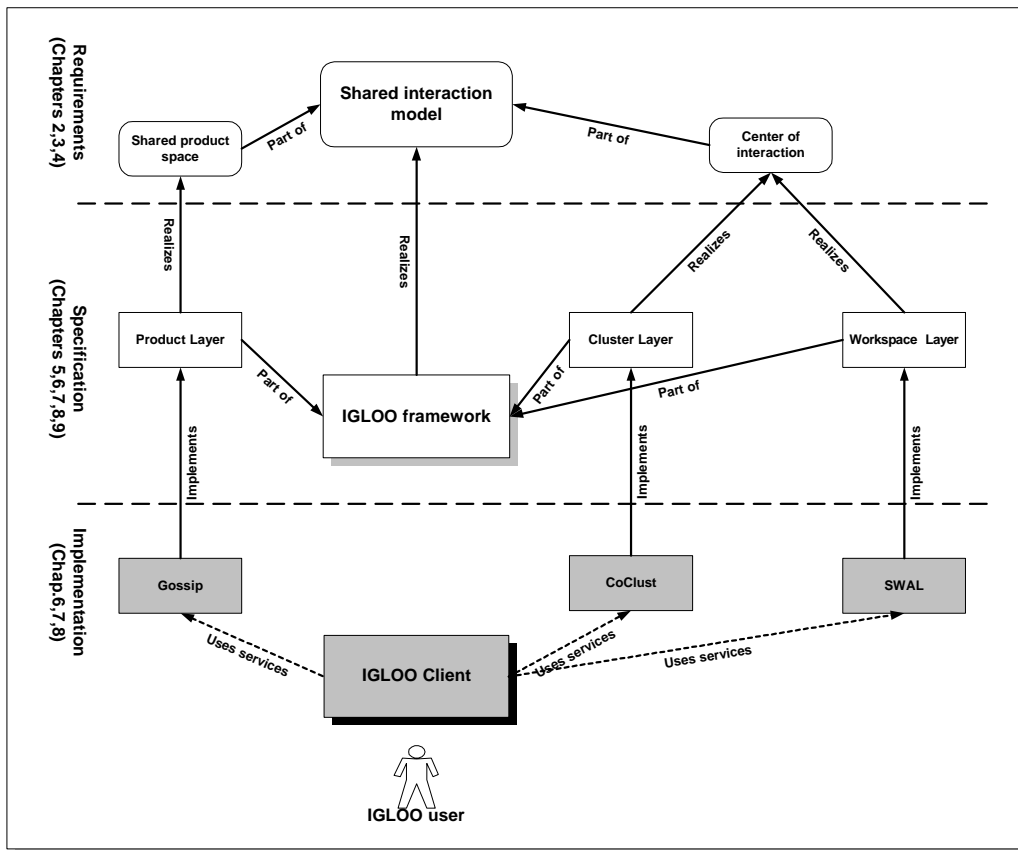 Requirements
(Chapters 2,3,4)
Shared interaction
model
Shared product
space
Part of
Part of
Center of
interaction
Realizes
Realizes
Realizes
Realizes
Specification
(Chapters 5,6,7,8,9)
Product Layer
Cluster Layer
Workspace Layer
Part of
IGLOO framework
Part of
Part of
Implements
Implements
Implements
Implementation
(Chap.6,7,8)
Gossip
CoClust
SWAL
Uses services
IGLOO Client
Uses services
Uses services
IGLOO user